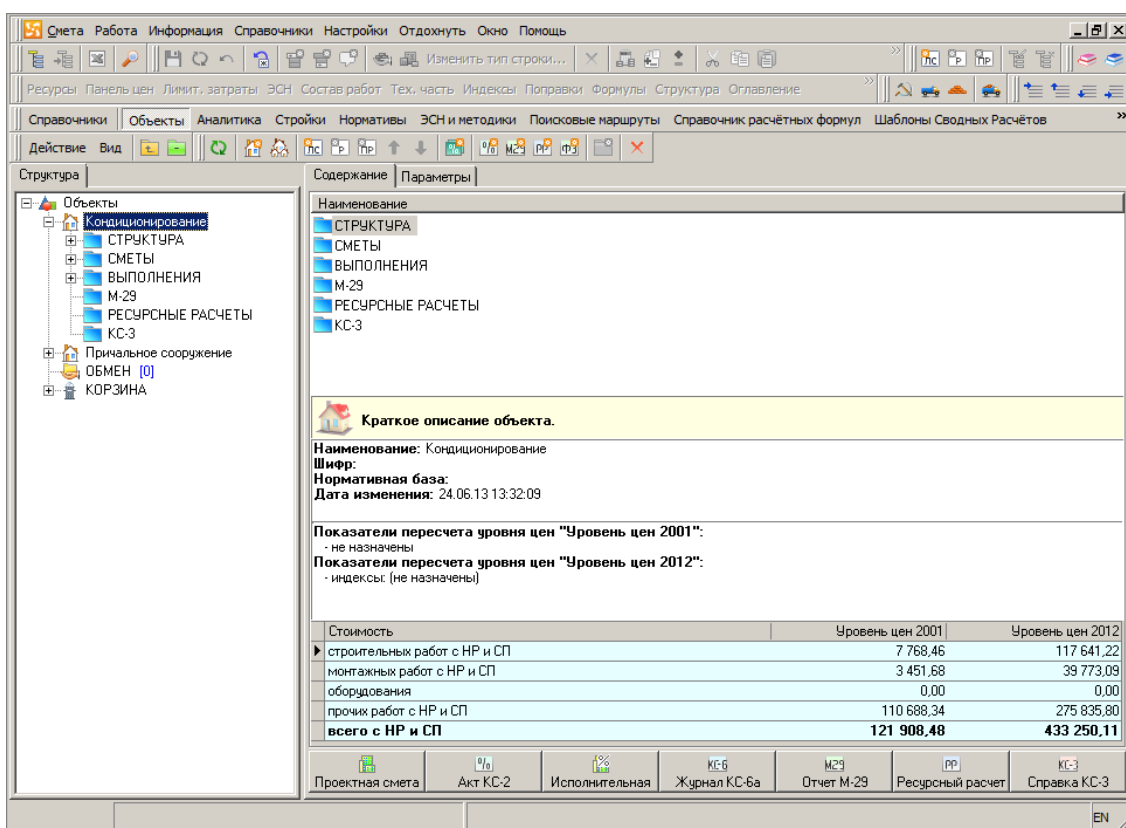 Смета Работа Информация Справочники Настройки Отдохнуть Окно Помощь
Изменить тип строки...
Ресурсы Панель цен Лимит. затраты ЭСН Состав работ Тех. часть Индексы Поправки Формулы Структура Оглавление
Справочники Объекты Аналитика Стройки Нормативы ЭСН и методики Поисковые маршруты Справочник расчётных формул Шаблоны Сводных Расчётов
Действие Вид
Структура
Содержание Параметры
Объекты
Кондиционирование
СТРУКТУРА
СМЕТЫ
ВЫПОЛНЕНИЯ
М-29
РЕСУРСНЫЕ РАСЧЕТЫ
КС-3
Причальное сооружение
ОБМЕН [0]
КОРЗИНА
Наименование
СТРУКТУРА
СМЕТЫ
ВЫПОЛНЕНИЯ
М-29
РЕСУРСНЫЕ РАСЧЕТЫ
КС-3
Краткое описание объекта.
Наименование: Кондиционирование
Шифр:
Нормативная база:
Дата изменения: 24.06.13 13:32:09
Показатели пересчета уровня цен "Уровень цен 2001":
- не назначены
Показатели пересчета уровня цен "Уровень цен 2012":
- индексы: (не назначены)
Стоимость Уровень цен 2001 Уровень цен 2012
строительных работ с НР и СП 7 768,46 117 641,22
монтажных работ с НР и СП 3 451,68 39 773,09
оборудования 0,00 0,00
прочих работ с НР и СП 110 688,34 275 835,80
всего с НР и СП 121 908,48 433 250,11
% КС-6 М29 РР КС-3
Проектная смета Акт КС-2 Исполнительная Журнал КС-6а Отчет М-29 Ресурсный расчет Справка КС-3
EN